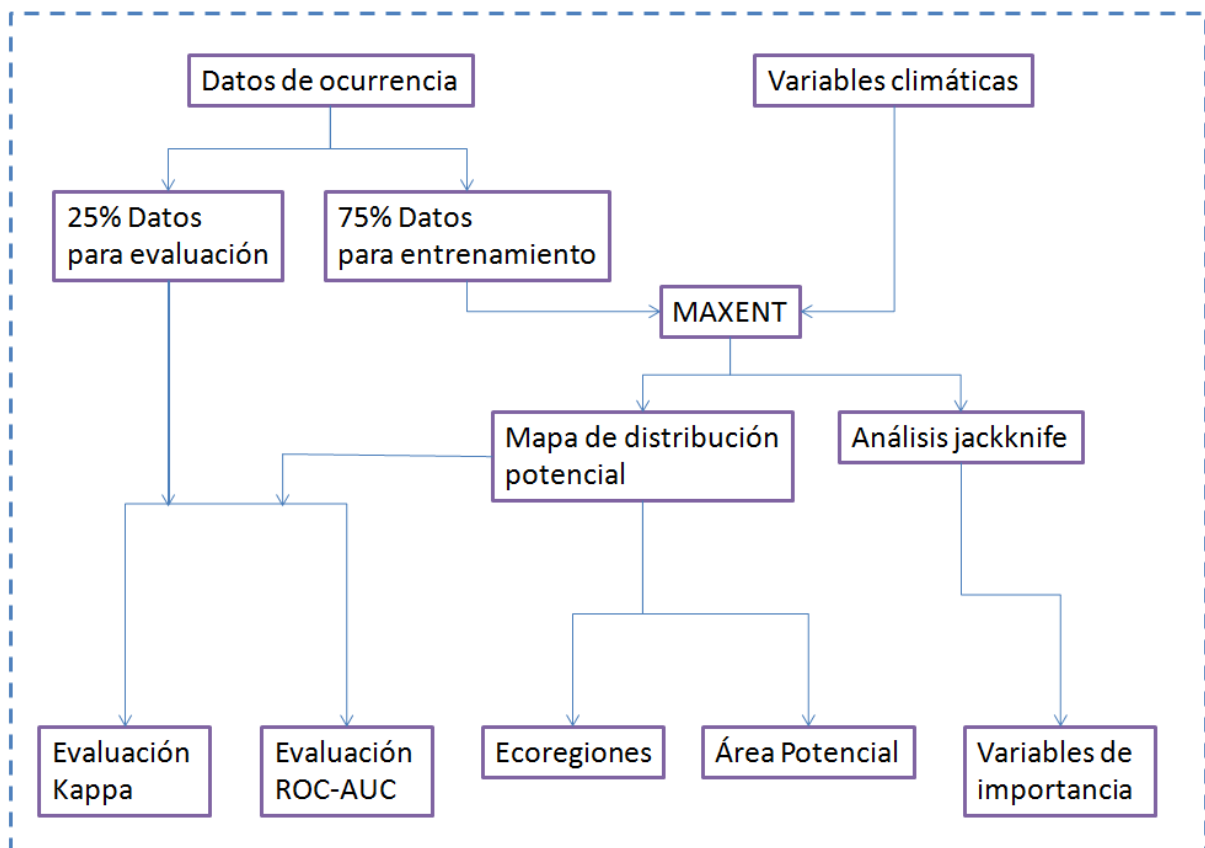 Datos de ocurrencia
Variables climáticas
25% Datos
para evaluación
75% Datos
para entrenamiento
MAXENT
Mapa de distribución
potencial
Análisis jackknife
Evaluación
Kappa
Evaluación
ROC-AUC
Ecoregiones
Área Potencial
Variables de
importancia